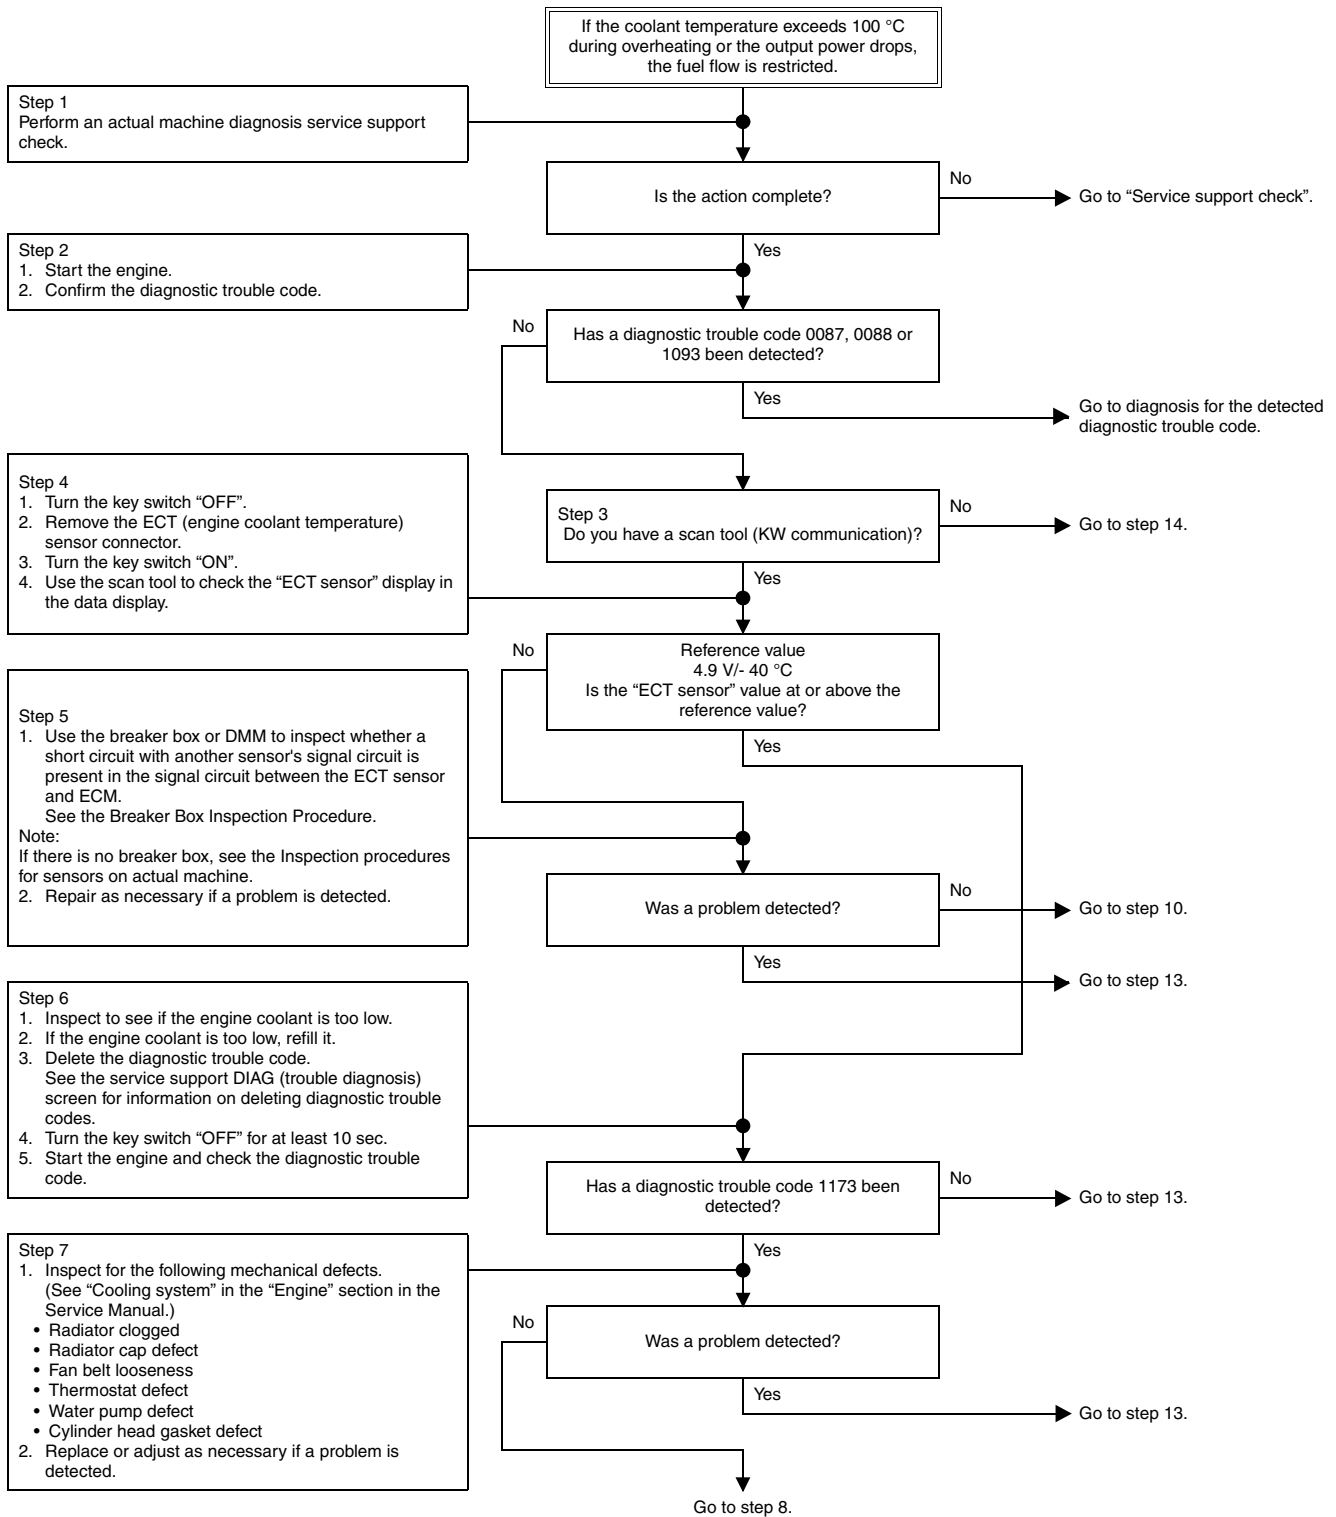 If the coolant temperature exceeds 100 °C
during overheating or the output power drops,
the fuel flow is restricted.
Step 1
Perform an actual machine diagnosis service support
check.
Is the action complete?
No
Go to “Service support check”.
Yes
Step 2
1. Start the engine.
2. Confirm the diagnostic trouble code.
No
Has a diagnostic trouble code 0087, 0088 or
1093 been detected?
Yes
Go to diagnosis for the detected
diagnostic trouble code.
Step 4
1. Turn the key switch “OFF”.
2. Remove the ECT (engine coolant temperature)
sensor connector.
3. Turn the key switch “ON”.
4. Use the scan tool to check the “ECT sensor” display in
the data display.
Step 3
Do you have a scan tool (KW communication)?
No
Go to step 14.
Yes
No
Reference value
4.9 V/- 40 °C
Is the “ECT sensor” value at or above the
reference value?
Yes
Step 5
1. Use the breaker box or DMM to inspect whether a
short circuit with another sensor's signal circuit is
present in the signal circuit between the ECT sensor
and ECM.
See the Breaker Box Inspection Procedure.
Note:
If there is no breaker box, see the Inspection procedures
for sensors on actual machine.
2. Repair as necessary if a problem is detected.
Was a problem detected?
No
Go to step 10.
Yes
Go to step 13.
Step 6
1. Inspect to see if the engine coolant is too low.
2. If the engine coolant is too low, refill it.
3. Delete the diagnostic trouble code.
See the service support DIAG (trouble diagnosis)
screen for information on deleting diagnostic trouble
codes.
4. Turn the key switch “OFF” for at least 10 sec.
5. Start the engine and check the diagnostic trouble
code.
Has a diagnostic trouble code 1173 been
detected?
No
Go to step 13.
Yes
Step 7
1. Inspect for the following mechanical defects.
(See “Cooling system” in the “Engine” section in the
Service Manual.)
• Radiator clogged
• Radiator cap defect
• Fan belt looseness
• Thermostat defect
• Water pump defect
• Cylinder head gasket defect
2. Replace or adjust as necessary if a problem is
detected.
No
Was a problem detected?
Yes
Go to step 13.
Go to step 8.